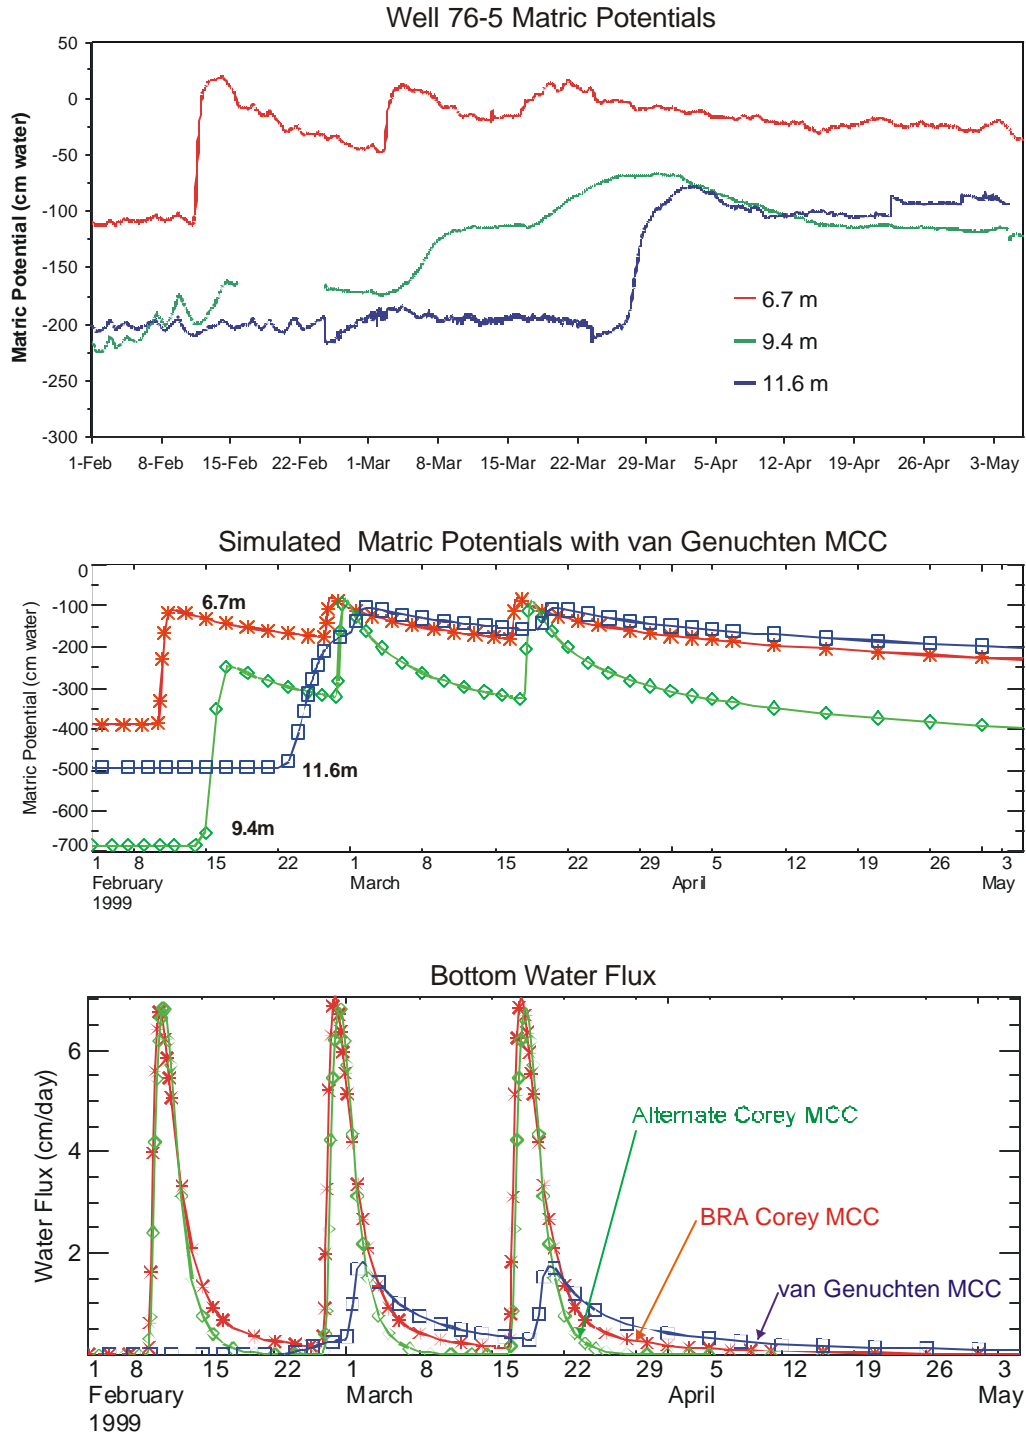 Well 76-5 Matric Potentials
Matric Potential (cm water)
50
0
-50
-100
-150
-200
-250
-300
6.7 m
9.4 m
11.6 m
1-Feb 8-Feb 15-Feb 22-Feb 1-Mar 8-Mar 15-Mar 22-Mar 29-Mar 5-Apr 12-Apr 19-Apr 26-Apr 3-May
Simulated Matric Potentials with van Genuchten MCC
Matric Potential (cm water)
0
-100
-200
-300
-400
-500
-600
-700
6.7m
11.6m
9.4m
1 8 15 22 1 8 15 22 29 5 12 19 26 3
February March April May
1999
Bottom Water Flux
Water Flux (cm/day)
6
4
2
Alternate Corey MCC
BRA Corey MCC
van Genuchten MCC
1 8 15 22 1 8 15 22 29 5 12 19 26 3
February March April May
1999